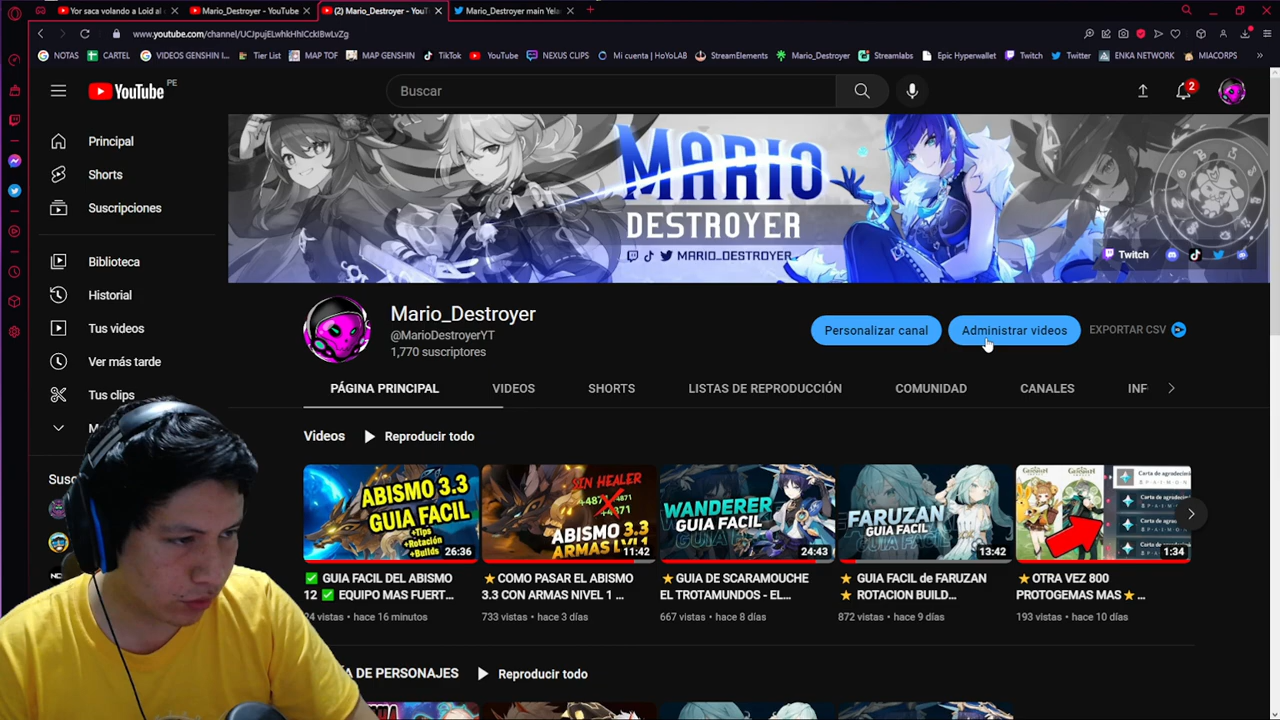 Yor saca volando a Loid al
Mario_Destroyer - YouTube
(2) Mario_Destroyer - YouT
Mario_Destroyer main Yela
www.youtube.com/channel/UCJpujELwhkHhICckIBwLvZg
NOTAS
CARTEL
VIDEOS GENSHIN I...
Tier List
MAP TOF
MAP GENSHIN
TikTok
YouTube
NEXUS CLIPS
Mi cuenta | HoYoLAB
StreamElements
Mario_Destroyer
Streamlabs
Epic Hyperwallet
Twitch
Twitter
ENKA NETWORK
MIACORPS
YouTube PE
Buscar
2
Principal
Shorts
Suscripciones
Biblioteca
Historial
Tus videos
Ver más tarde
Tus clips
M
Susc
MARIO
DESTROYER
MARIO_DESTROYER
Twitch
Mario_Destroyer
@MarioDestroyerYT
1,770 suscriptores
Personalizar canal
Administrar videos
EXPORTAR CSV
PÁGINA PRINCIPAL
VIDEOS
SHORTS
LISTAS DE REPRODUCCIÓN
COMUNIDAD
CANALES
INF
Videos
Reproducir todo
ABISMO 3.3
GUIA FACIL
+Tips
+Rotación
+Builds
26:36
SIN HEALER
ABISMO 3.3
ARMAS LVL 1
11:42
WANDERER
GUIA FACIL
24:43
FARUZAN
GUIA FACIL
13:42
1:34
✅ GUIA FACIL DEL ABISMO
12 ✅ EQUIPO MAS FUERT...
24 vistas • hace 16 minutos
⭐COMO PASAR EL ABISMO
3.3 CON ARMAS NIVEL 1 ...
733 vistas • hace 3 días
⭐GUIA DE SCARAMOUCHE
EL TROTAMUNDOS - EL...
667 vistas • hace 8 días
⭐ GUIA FACIL de FARUZAN
⭐ ROTACION BUILD...
872 vistas • hace 9 días
⭐OTRA VEZ 800
PROTOGEMAS MAS⭐ ...
193 vistas • hace 10 días
ÍA DE PERSONAJES
Reproducir todo